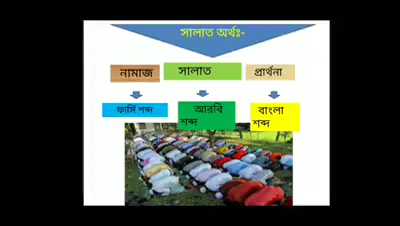 সালাত অর্থঃ-
নামাজ
সালাত
প্রার্থনা
ফার্সি শব্দ
আরবি
শব্দ
বাংলা
শব্দ